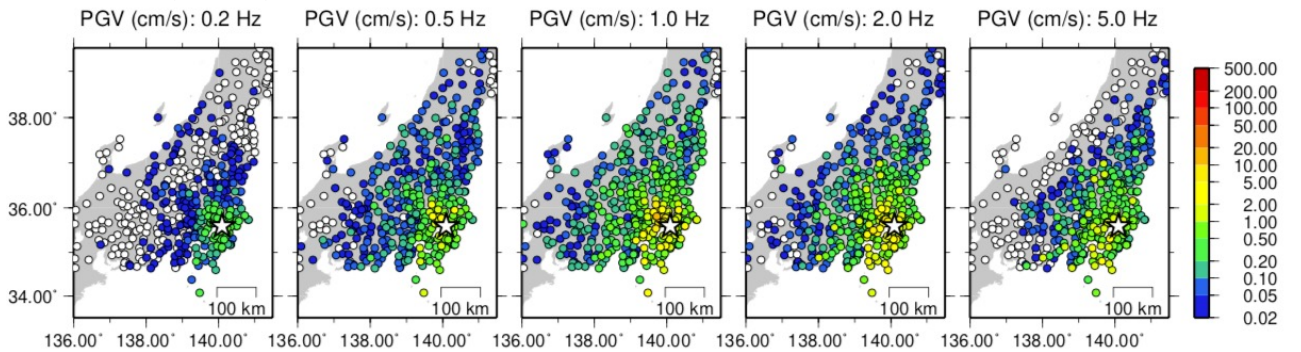 PGV (cm/s): 0.2 Hz
PGV (cm/s): 0.5 Hz
PGV (cm/s): 1.0 Hz
PGV (cm/s): 2.0 Hz
PGV (cm/s): 5.0 Hz
38.00°
36.00°
34.00°
100 km
100 km
100 km
100 km
100 km
136.00 138.00 140.00
136.00 138.00 140.00
136.00 138.00 140.00
136.00 138.00 140.00
136.00 138.00 140.00
500.00
200.00
100.00
50.00
20.00
10.00
5.00
2.00
1.00
0.50
0.20
0.10
0.05
0.02